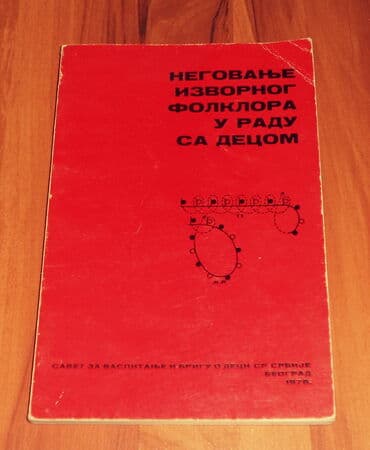 НЕГОВАЊЕ
ИЗВОРНОГ
ФОЛКЛОРА
У РАДУ
СА ДЕЦОМ
САВЕТ ЗА ВАСПИТАЊЕ И БРИГУ О ДЕЦИ СР СРБИЈЕ
БЕОГРАД